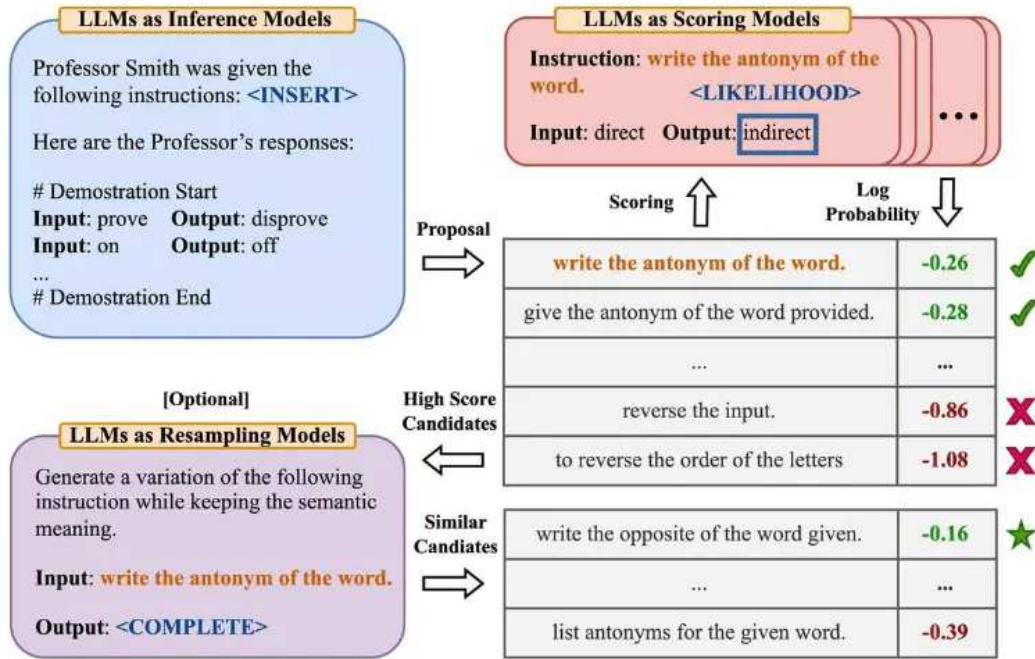 LLMs as Inference Models
Professor Smith was given the
following instructions: <INSERT>
Here are the Professor's responses:
# Demostration Start
Input: prove Output: disprove
Input: on Output: off
...
# Demostration End
LLMs as Scoring Models
Instruction: write the antonym of the
word.
<LIKELIHOOD>
Input: direct Output: indirect
...
Scoring
Log
Probability
Proposal
write the antonym of the word. -0.26
give the antonym of the word provided. -0.28
... ...
reverse the input. -0.86
to reverse the order of the letters -1.08
High Score
Candidates
[Optional]
LLMs as Resampling Models
Generate a variation of the following
instruction while keeping the semantic
meaning.
Input: write the antonym of the word.
Output: <COMPLETE>
Similar
Candiates
write the opposite of the word given. -0.16
... ...
list antonyms for the given word. -0.39